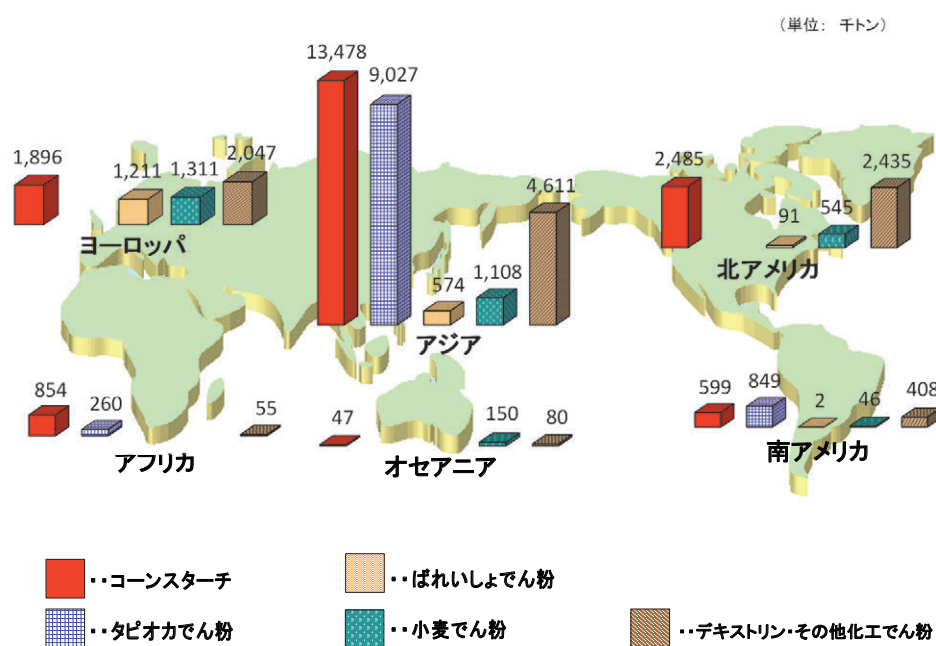 （単位： 千トン）
13,478
9,027
1,896
1,211
1,311
2,047
ヨーロッパ
574
1,108
4,611
アジア
2,485
91
545
2,435
北アメリカ
854
260
55
アフリカ
47
150
80
オセアニア
599
849
2
46
408
南アメリカ
・・コーンスターチ
・・ばれいしょでん粉
・・タピオカでん粉
・・小麦でん粉
・・デキストリン・その他化工でん粉